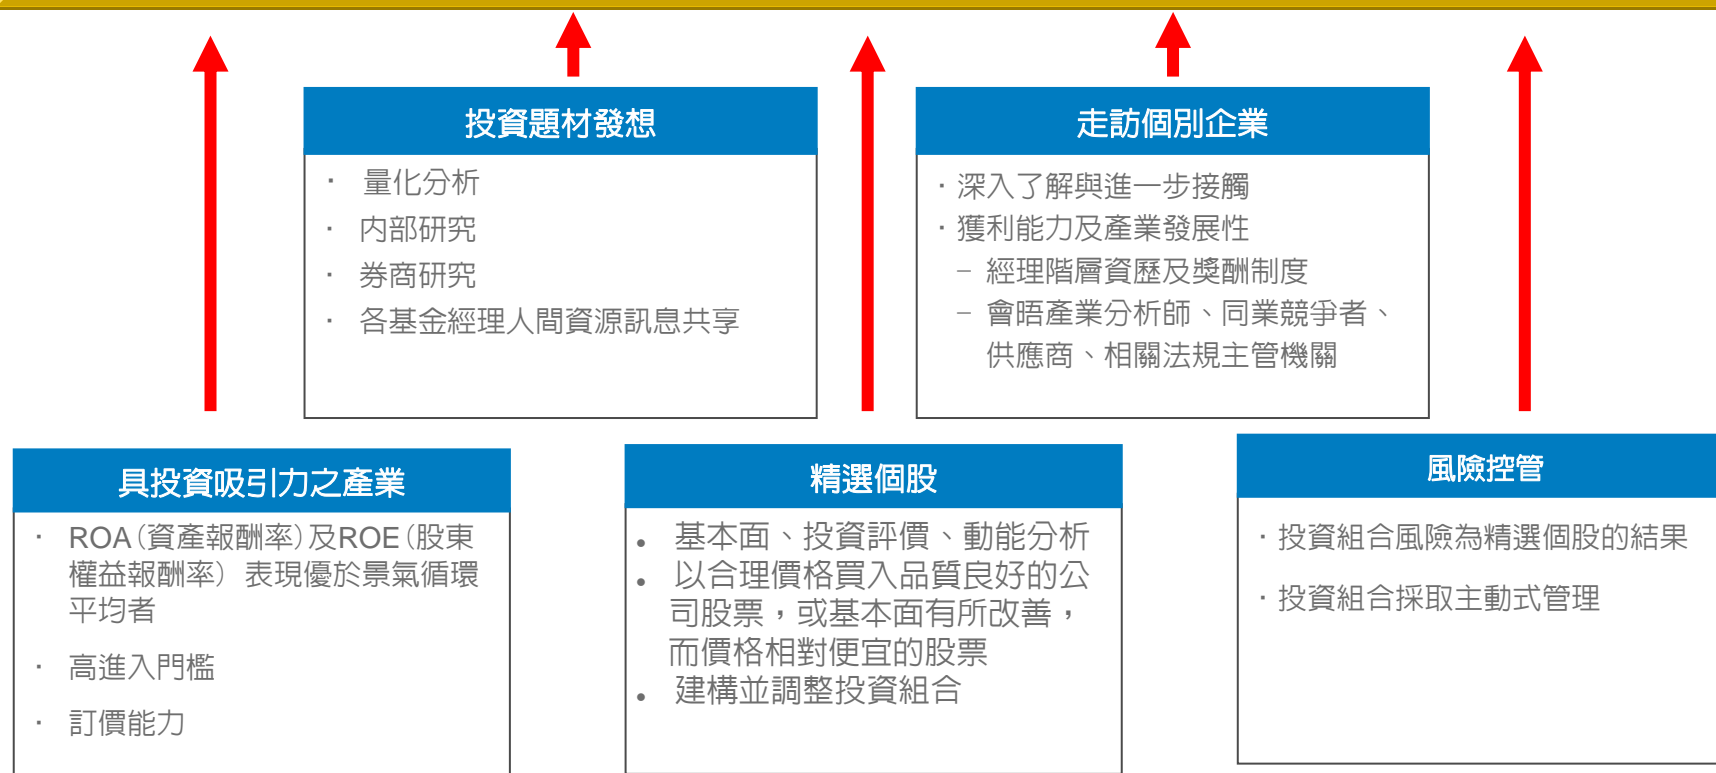 投資題材發想
· 量化分析
· 內部研究
· 券商研究
· 各基金經理人間資源訊息共享
走訪個別企業
·深入了解與進一步接觸
·獲利能力及產業發展性
– 經理階層資歷及獎酬制度
– 會晤產業分析師、同業競爭者、
供應商、相關法規主管機關
具投資吸引力之產業
· ROA(資產報酬率)及ROE(股東
權益報酬率) 表現優於景氣循環
平均者
· 高進入門檻
· 訂價能力
精選個股
• 基本面、投資評價、動能分析
• 以合理價格買入品質良好的公
司股票，或基本面有所改善，
而價格相對便宜的股票
• 建構並調整投資組合
風險控管
·投資組合風險為精選個股的結果
·投資組合採取主動式管理